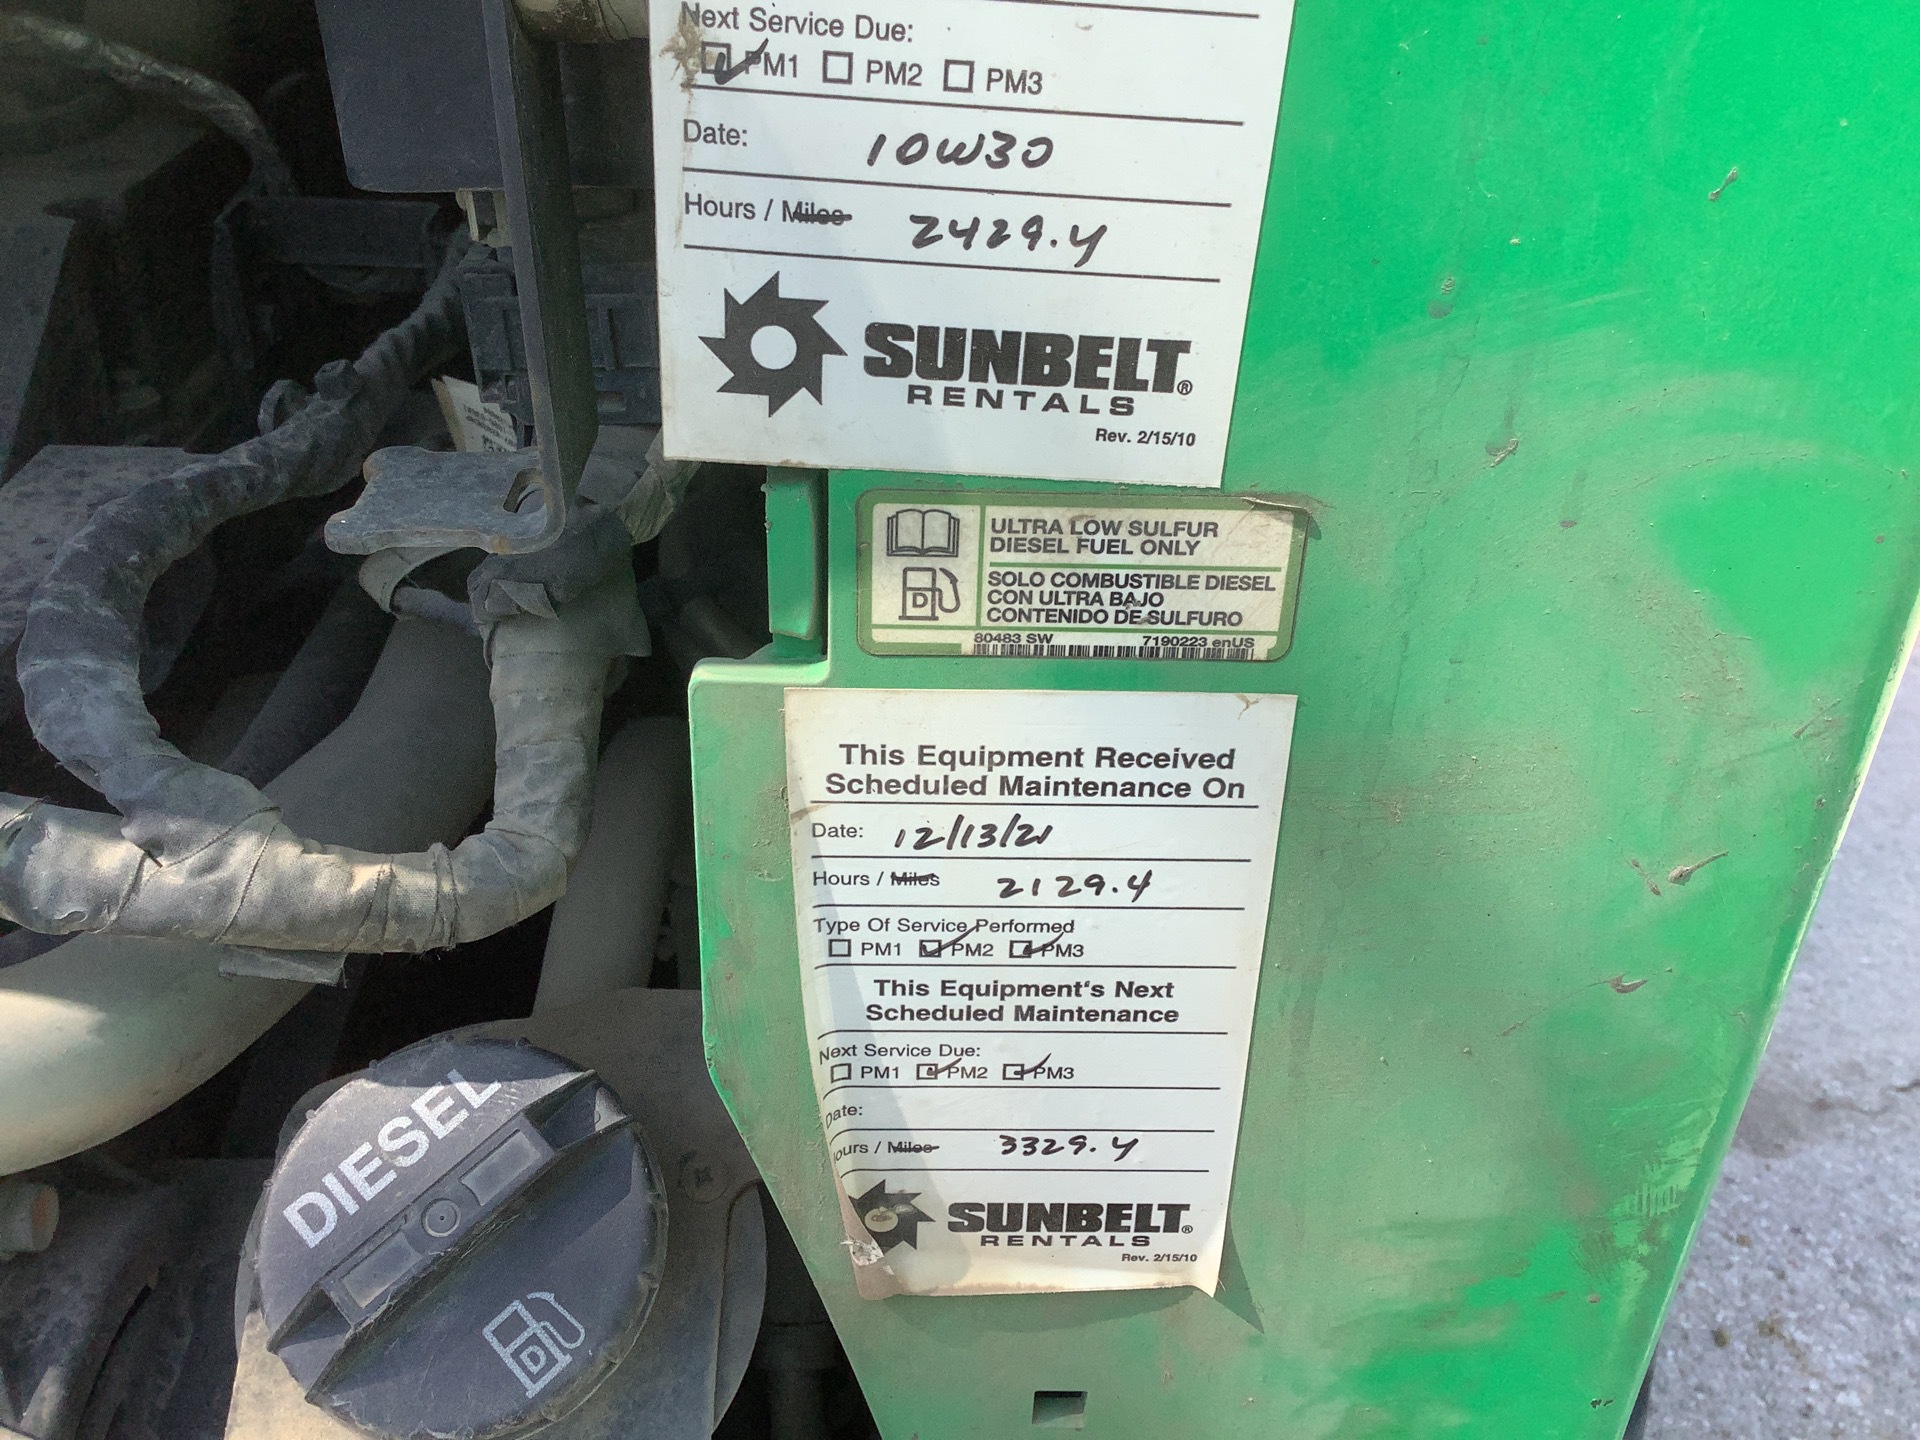 Next Service Due:
PM1 PM2 PM3
Date: 10W30
Hours / Miles 2429.4
SUNBELT®
RENTALS
Rev. 2/15/10
ULTRA LOW SULFUR
DIESEL FUEL ONLY
SOLO COMBUSTIBLE DIESEL
CON ULTRA BAJO
CONTENIDO DE SULFURO
D
80483 SW 7190223 enUS
This Equipment Received
Scheduled Maintenance On
Date: 12/13/21
Hours / Miles 2129.4
Type Of Service Performed
PM1 PM2 PM3
This Equipment's Next
Scheduled Maintenance
Next Service Due:
PM1 PM2 PM3
Date:
Hours / Miles 3329.4
SUNBELT®
RENTALS
Rev. 2/15/10
DIESEL
D